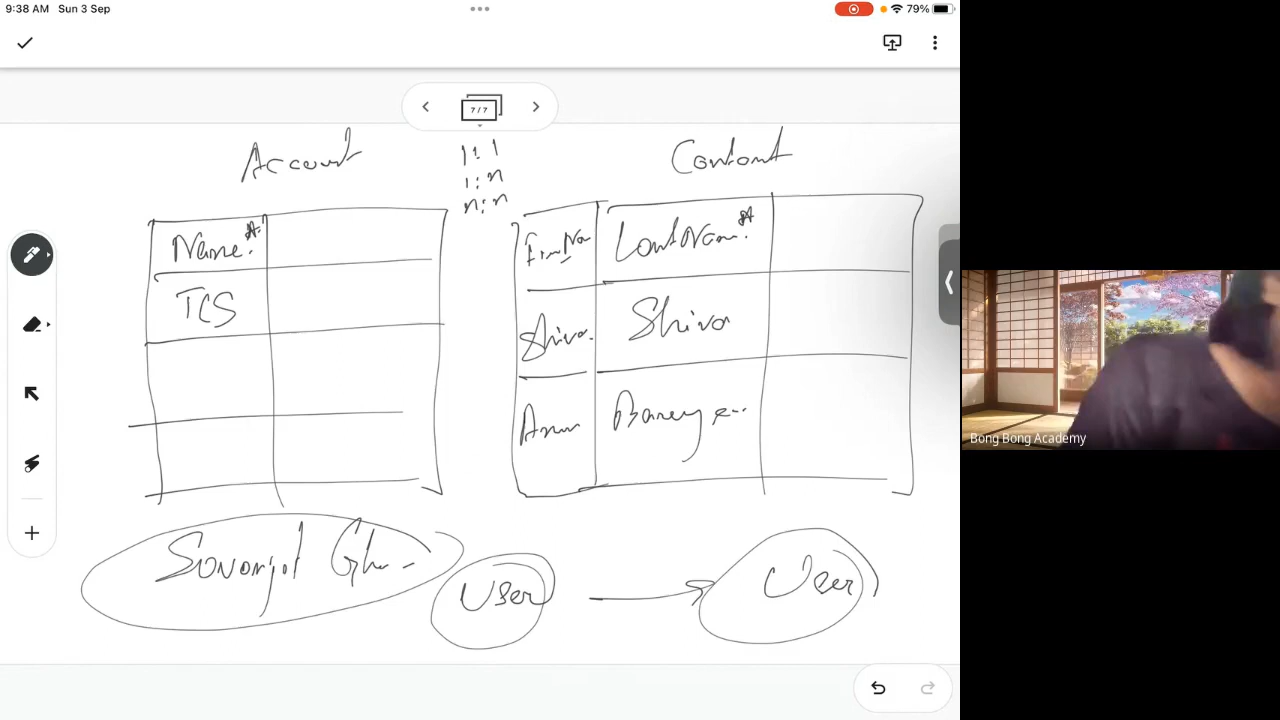 9:38 AM Sun 3 Sep
79%
7/7
Account
1:1
1:n
n:n
Contact
Name*
TCS
LastName*
Shiva
Shiva
User
User
Bong Bong Academy